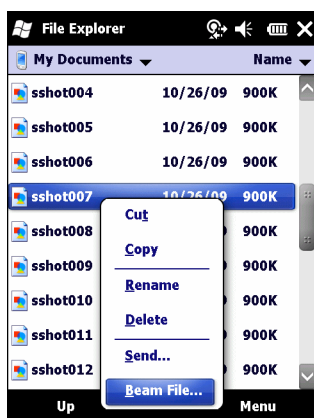 File Explorer
My Documents Name
sshot004 10/26/09 900K
sshot005 10/26/09 900K
sshot006 10/26/09 900K
sshot007 10/26/09 900K
sshot008 900K
Cut
sshot009 900K
Copy
sshot010 900K
Rename
sshot011 900K
Delete
sshot012 900K
Send...
Beam File...
Up Menu